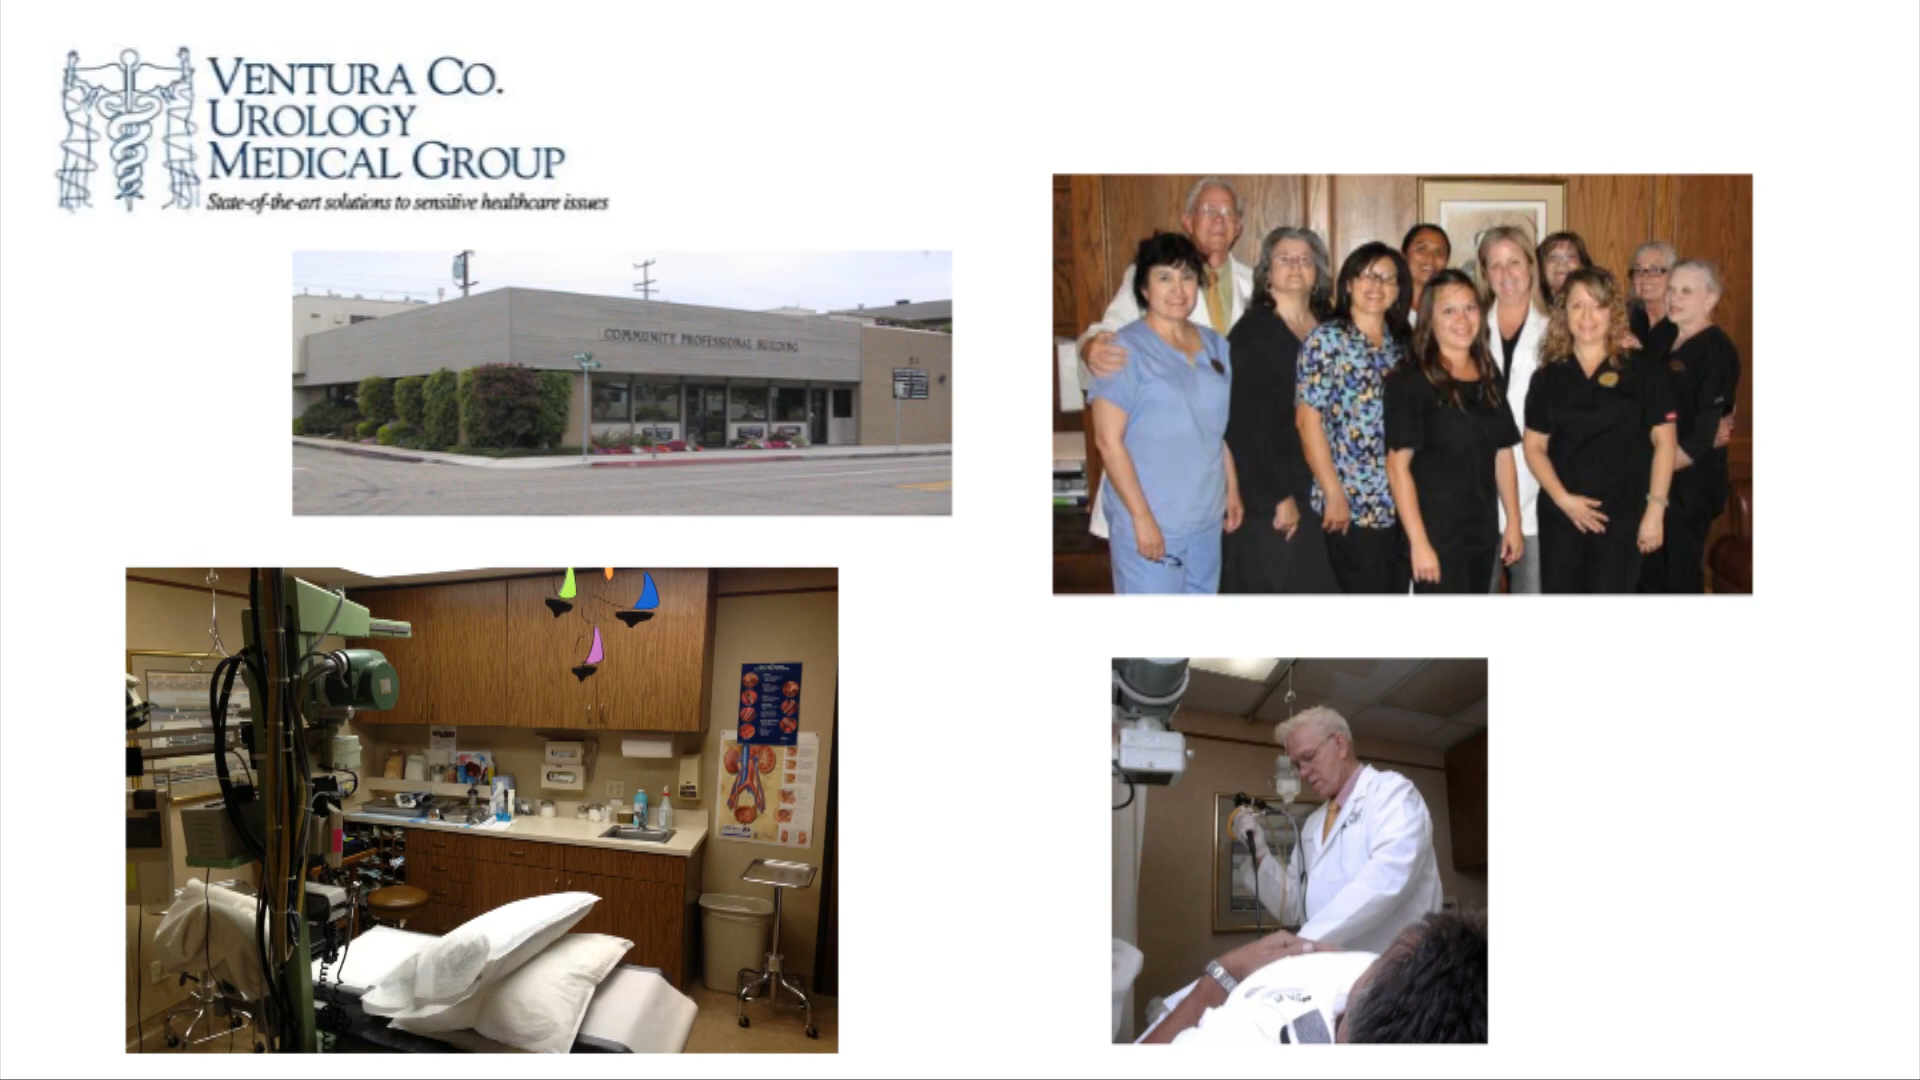 VENTURA CO.
UROLOGY
MEDICAL GROUP
State-of-the-art solutions to sensitive healthcare issues
COMMUNITY PROFESSIONAL BUILDING